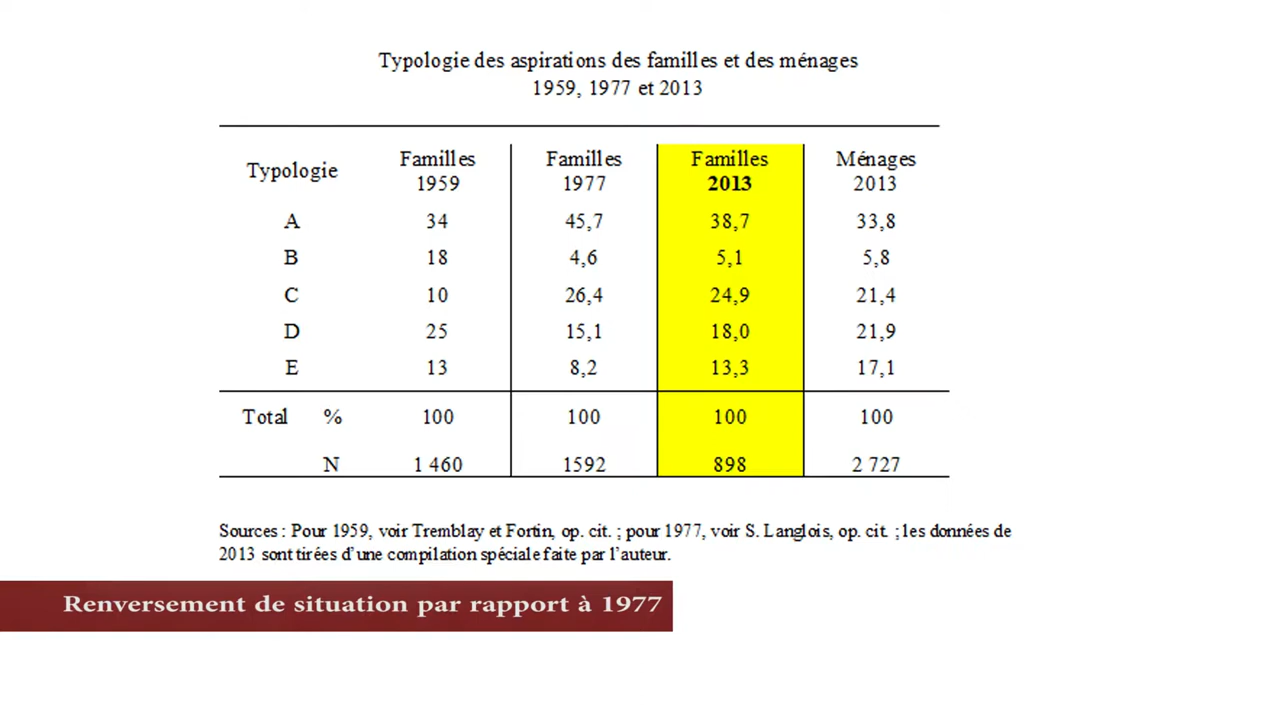 Typologie des aspirations des familles et des ménages
1959, 1977 et 2013
Typologie Familles 1959 Familles 1977 Familles 2013 Ménages 2013
A 34 45,7 38,7 33,8
B 18 4,6 5,1 5,8
C 10 26,4 24,9 21,4
D 25 15,1 18,0 21,9
E 13 8,2 13,3 17,1
Total % 100 100 100 100
N 1 460 1592 898 2 727
Sources : Pour 1959, voir Tremblay et Fortin, op. cit. ; pour 1977, voir S. Langlois, op. cit. ; les données de
2013 sont tirées d'une compilation spéciale faite par l'auteur.
Renversement de situation par rapport à 1977